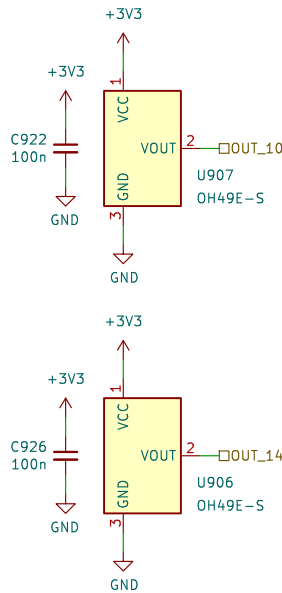 +3V3
+3V3
1
VCC
C922
100n
VOUT
2
OUT_10
U907
OH49E-S
GND
3
GND
GND
+3V3
+3V3
1
VCC
C926
100n
VOUT
2
OUT_14
U906
OH49E-S
GND
3
GND
GND